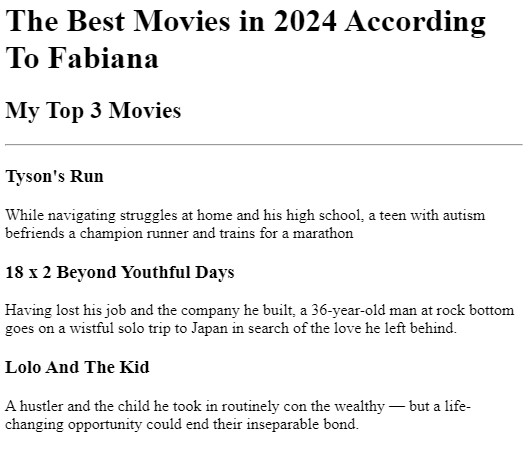 The Best Movies in 2024 According
To Fabiana
My Top 3 Movies
Tyson's Run
While navigating struggles at home and his high school, a teen with autism
befriends a champion runner and trains for a marathon
18 x 2 Beyond Youthful Days
Having lost his job and the company he built, a 36-year-old man at rock bottom
goes on a wistful solo trip to Japan in search of the love he left behind.
Lolo And The Kid
A hustler and the child he took in routinely con the wealthy — but a life-
changing opportunity could end their inseparable bond.